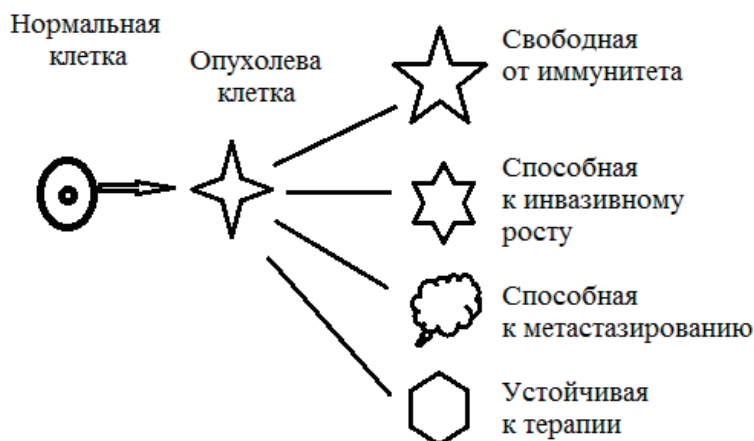 Нормальная
клетка
Опухолева
клетка
Свободная
от иммунитета
Способная
к инвазивному
росту
Способная
к метастазированию
Устойчивая
к терапии